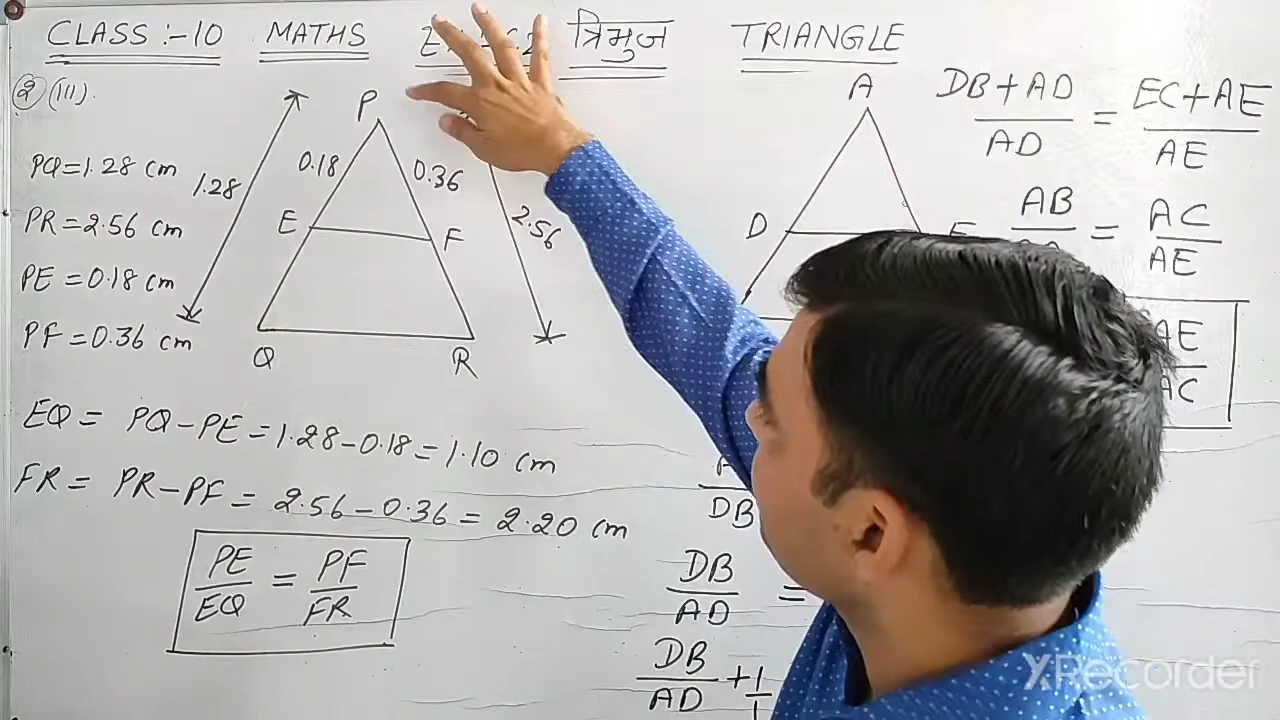 CLASS :-10 MATHS त्रिभुज TRIANGLE
2 (III).
PQ=1.28 cm
PR=2.56 cm
PE=0.18 cm
PF=0.36 cm
1.28
P
0.18
0.36
E
F
Q
R
2.56
EQ = PQ-PE = 1.28-0.18 = 1.10 cm
FR = PR-PF = 2.56-0.36 = 2.20 cm
PE/EQ = PF/FR
A
D
DB+AD/AD = EC+AE/AE
AB = AC/AE
AE/AC
DB
DB/AD =
DB/AD + 1/1
XRecorder